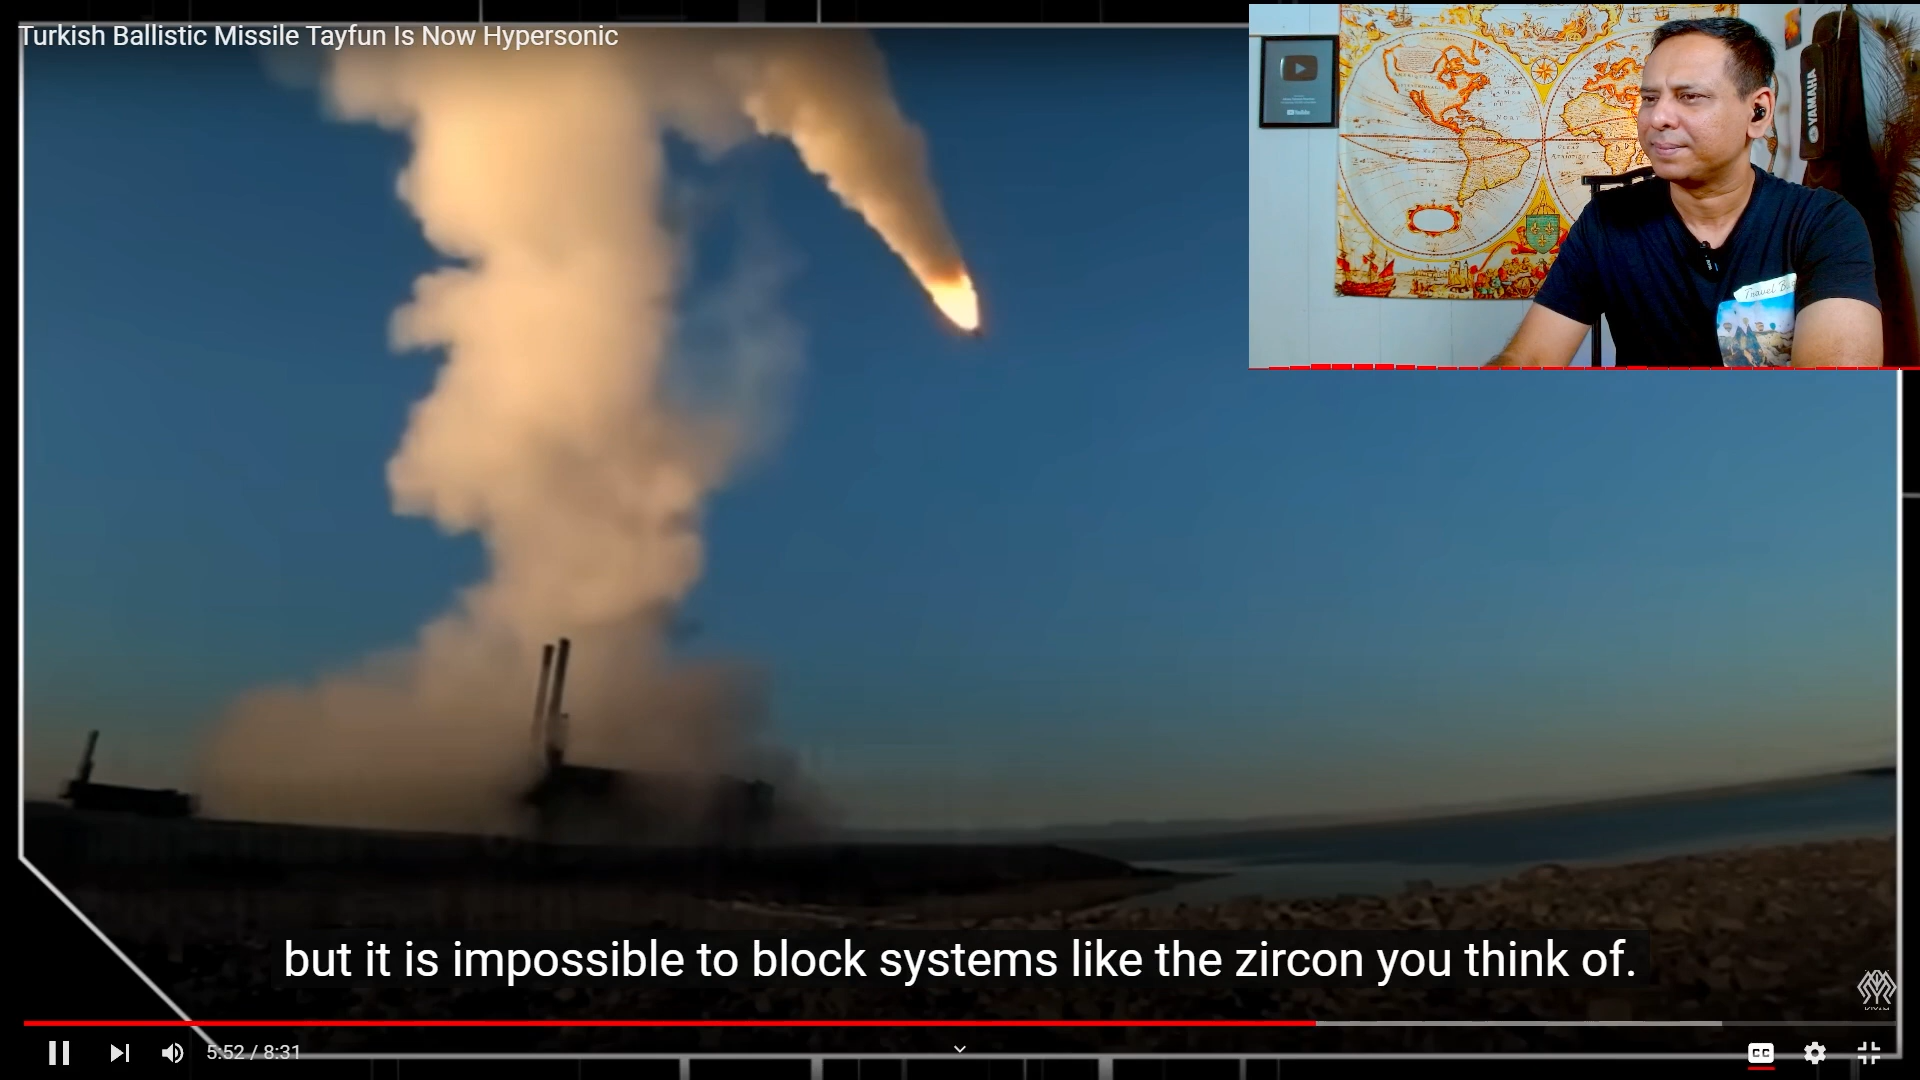 Turkish Ballistic Missile Tayfun Is Now Hypersonic
YAMAHA
but it is impossible to block systems like the zircon you think of.
5:52 / 8:31
CC